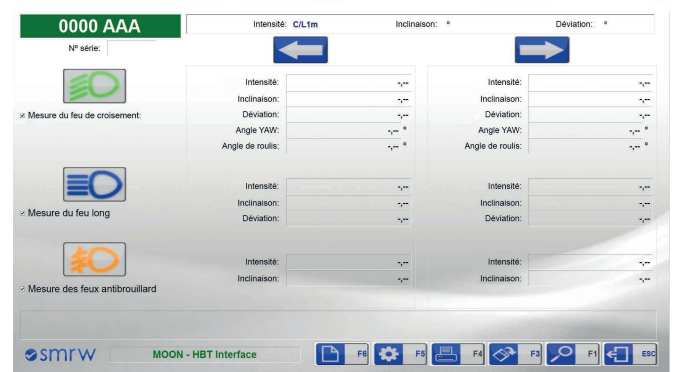 0000 AAA
Intensité: C/L1m Inclinaison: ° Déviation: °
Nº série:
Intensité: -,-- Intensité: -,--
Inclinaison: -,-- Inclinaison: -,--
Mesure du feu de croisement: Déviation: -,-- Déviation: -,--
Angle YAW: -,-- ° Angle YAW: -,-- °
Angle de roulis: -,-- ° Angle de roulis: -,-- °
Intensité: -,-- Intensité: -,--
Inclinaison: -,-- Inclinaison: -,--
Mesure du feu long Déviation: -,-- Déviation: -,--
Intensité: -,-- Intensité: -,--
Inclinaison: -,-- Inclinaison: -,--
Mesure des feux antibrouillard
smrw MOON - HBT Interface F6 F5 F4 F3 F1 ESC